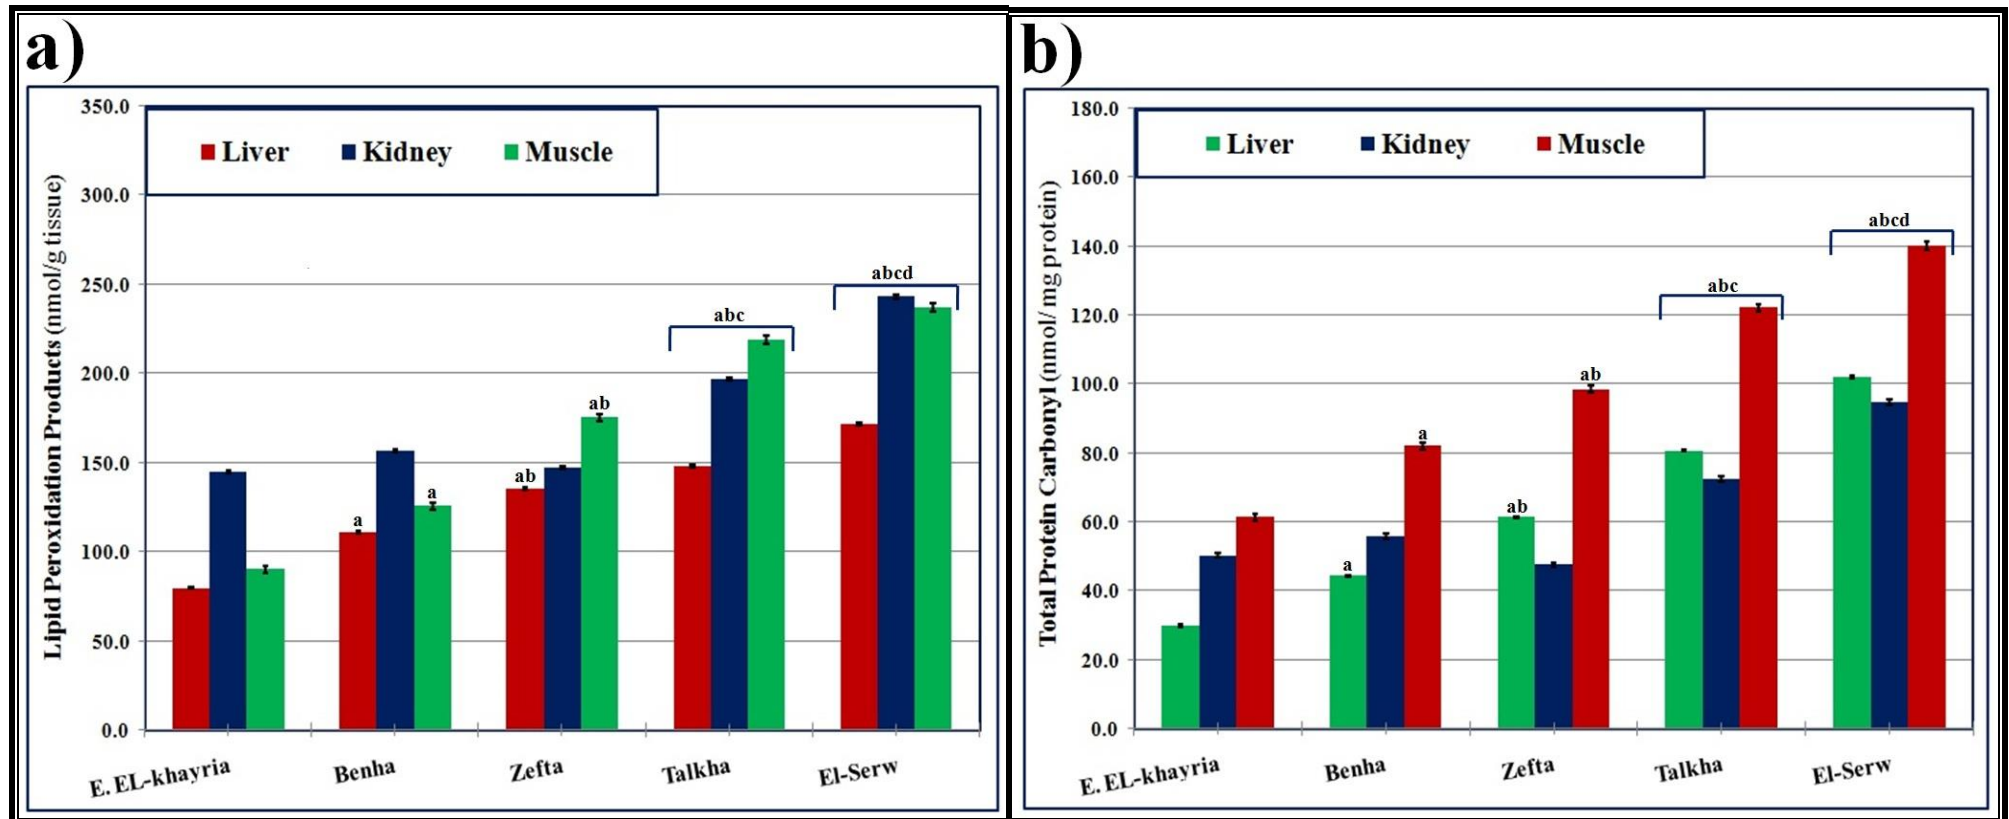 a)
Lipid Peroxidation Products (nmol/g tissue)
350.0
300.0
250.0
200.0
150.0
100.0
50.0
0.0
Liver Kidney Muscle
a
a
ab
ab
abc
abcd
E. EL-khayria Benha Zefta Talkha El-Serw
b)
Total Protein Carbonyl (nmol/ mg protein)
180.0
160.0
140.0
120.0
100.0
80.0
60.0
40.0
20.0
0.0
Liver Kidney Muscle
a
a
ab
ab
abc
abcd
E. EL-khayria Benha Zefta Talkha El-Serw